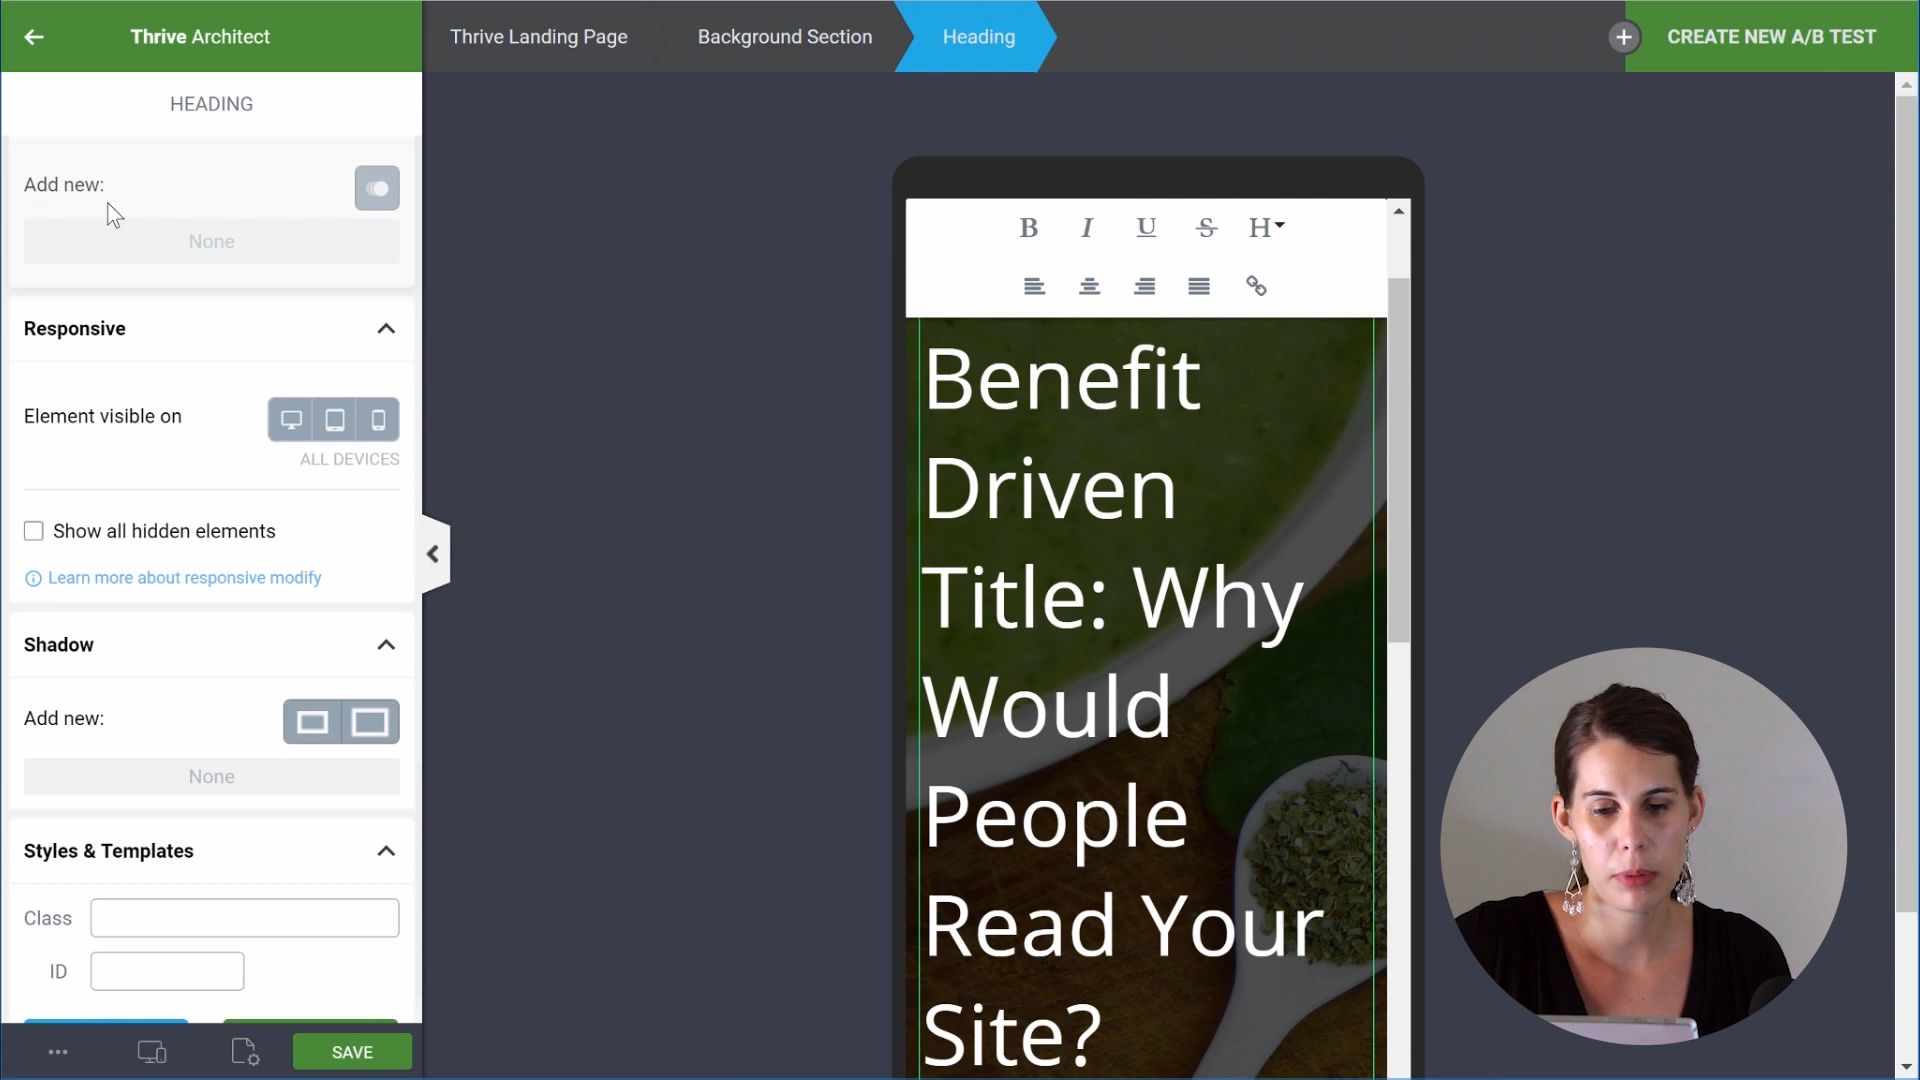 Thrive Architect
Thrive Landing Page
Background Section
Heading
CREATE NEW A/B TEST
HEADING
Add new:
None
Responsive
Element visible on
ALL DEVICES
Show all hidden elements
Learn more about responsive modify
Shadow
Add new:
None
Styles & Templates
Class
ID
SAVE
B I U S H
Benefit
Driven
Title: Why
Would
People
Read Your
Site?